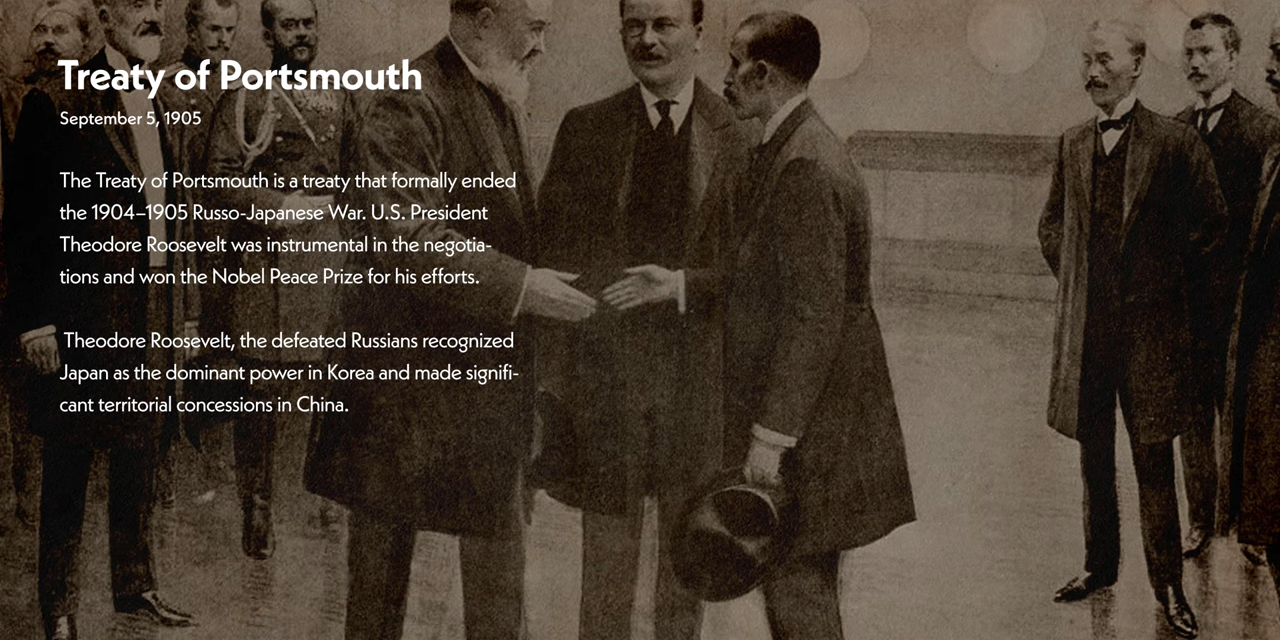 Treaty of Portsmouth
September 5, 1905
The Treaty of Portsmouth is a treaty that formally ended
the 1904–1905 Russo-Japanese War. U.S. President
Theodore Roosevelt was instrumental in the negotia-
tions and won the Nobel Peace Prize for his efforts.
Theodore Roosevelt, the defeated Russians recognized
Japan as the dominant power in Korea and made signifi-
cant territorial concessions in China.